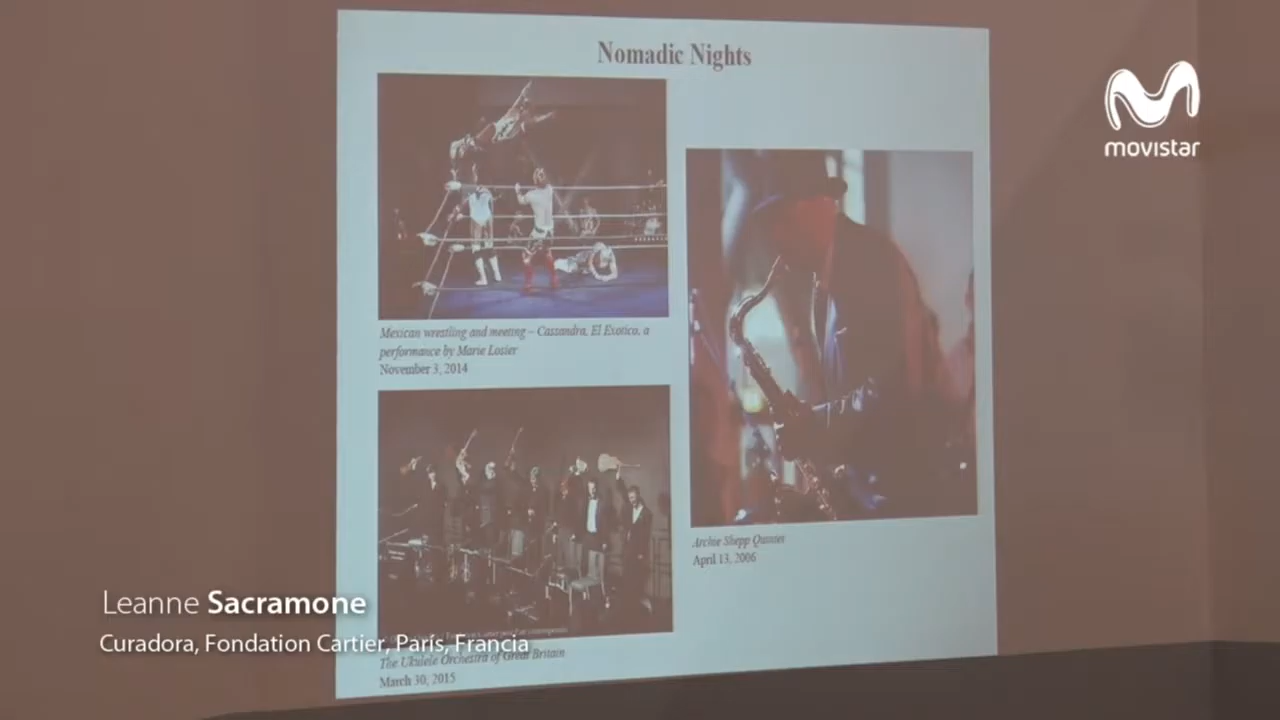 Nomadic Nights
movistar
Mexican wrestling and meeting – Cassandra, El Exotico, a
performance by Marie Losier
November 3, 2014
Archie Shepp Quintet
April 13, 2006
The Ukulele Orchestra of Great Britain
March 30, 2015
Leanne Sacramone
Curadora, Fondation Cartier, París, Francia